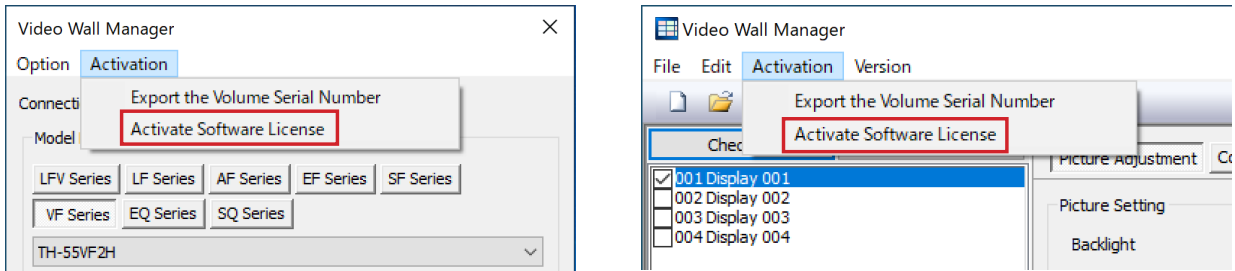 Video Wall Manager
Option Activation
Export the Volume Serial Number
Connecti
Activate Software License
Model
LFV Series LF Series AF Series EF Series SF Series
VF Series EQ Series SQ Series
TH-55VF2H
Video Wall Manager
File Edit Activation Version
Export the Volume Serial Number
Activate Software License
Chec
Picture Adjustment Co
001 Display 001
002 Display 002
003 Display 003
004 Display 004
Picture Setting
Backlight